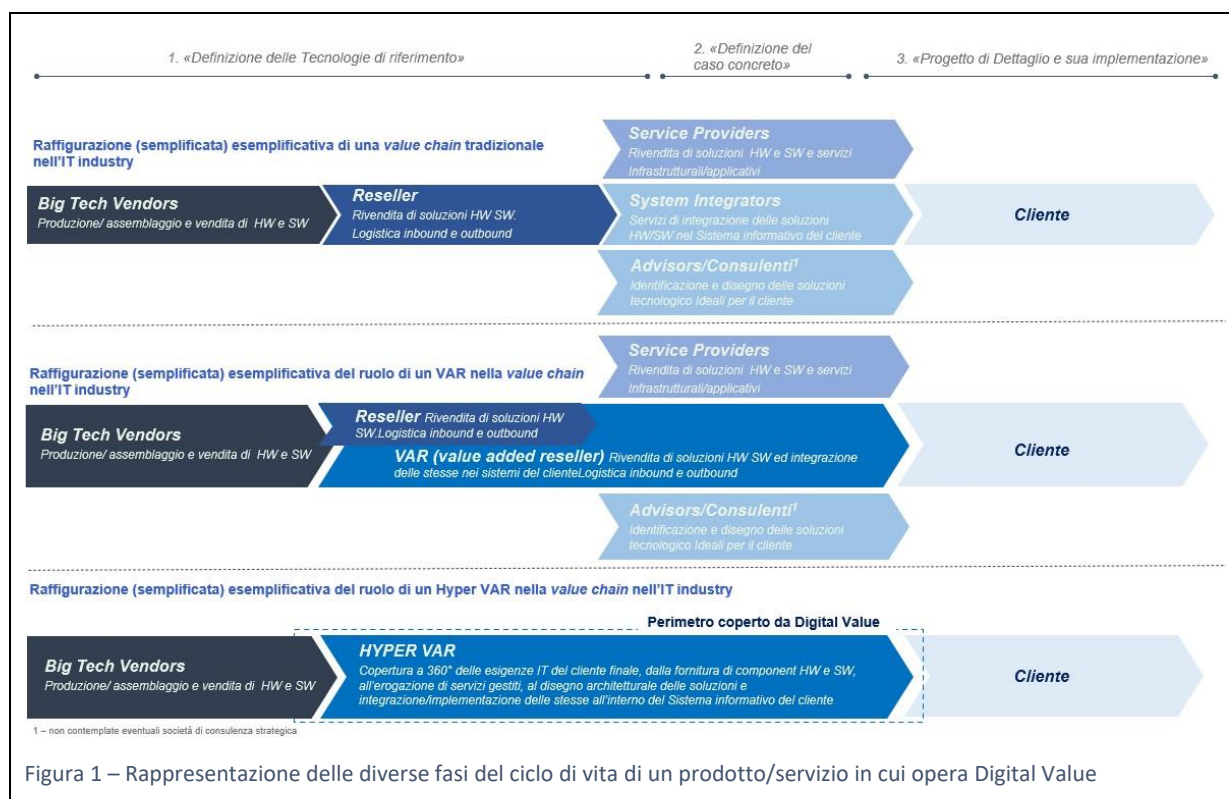 1. «Definizione delle Tecnologie di riferimento»
2. «Definizione del
caso concreto»
3. «Progetto di Dettaglio e sua implementazione»
Raffigurazione (semplificata) esemplificativa di una value chain tradizionale
nell'IT industry
Service Providers
Rivendita di soluzioni HW e SW e servizi
Infrastrutturali/applicativi
Big Tech Vendors
Produzione/ assemblaggio e vendita di HW e SW
Reseller
Rivendita di soluzioni HW SW.
Logistica inbound e outbound
System Integrators
Servizi di integrazione delle soluzioni
HW/SW nel Sistema informativo del cliente
Cliente
Advisors/Consulenti¹
Identificazione e disegno delle soluzioni
tecnologico Ideali per il cliente
Raffigurazione (semplificata) esemplificativa del ruolo di un VAR nella value chain
nell'IT industry
Service Providers
Rivendita di soluzioni HW e SW e servizi
Infrastrutturali/applicativi
Big Tech Vendors
Produzione/ assemblaggio e vendita di HW e SW
Reseller Rivendita di soluzioni HW
SW.Logistica inbound e outbound
VAR (value added reseller) Rivendita di soluzioni HW SW ed integrazione
delle stesse nei sistemi del clienteLogistica inbound e outbound
Cliente
Advisors/Consulenti¹
Identificazione e disegno delle soluzioni
tecnologico Ideali per il cliente
Raffigurazione (semplificata) esemplificativa del ruolo di un Hyper VAR nella value chain nell'IT industry
Perimetro coperto da Digital Value
Big Tech Vendors
Produzione/ assemblaggio e vendita di HW e SW
HYPER VAR
Copertura a 360° delle esigenze IT del cliente finale, dalla fornitura di component HW e SW,
all'erogazione di servizi gestiti, al disegno architetturale delle soluzioni e
integrazione/implementazione delle stesse all'interno del Sistema informativo del cliente
Cliente
1 – non contemplate eventuali società di consulenza strategica
Figura 1 – Rappresentazione delle diverse fasi del ciclo di vita di un prodotto/servizio in cui opera Digital Value